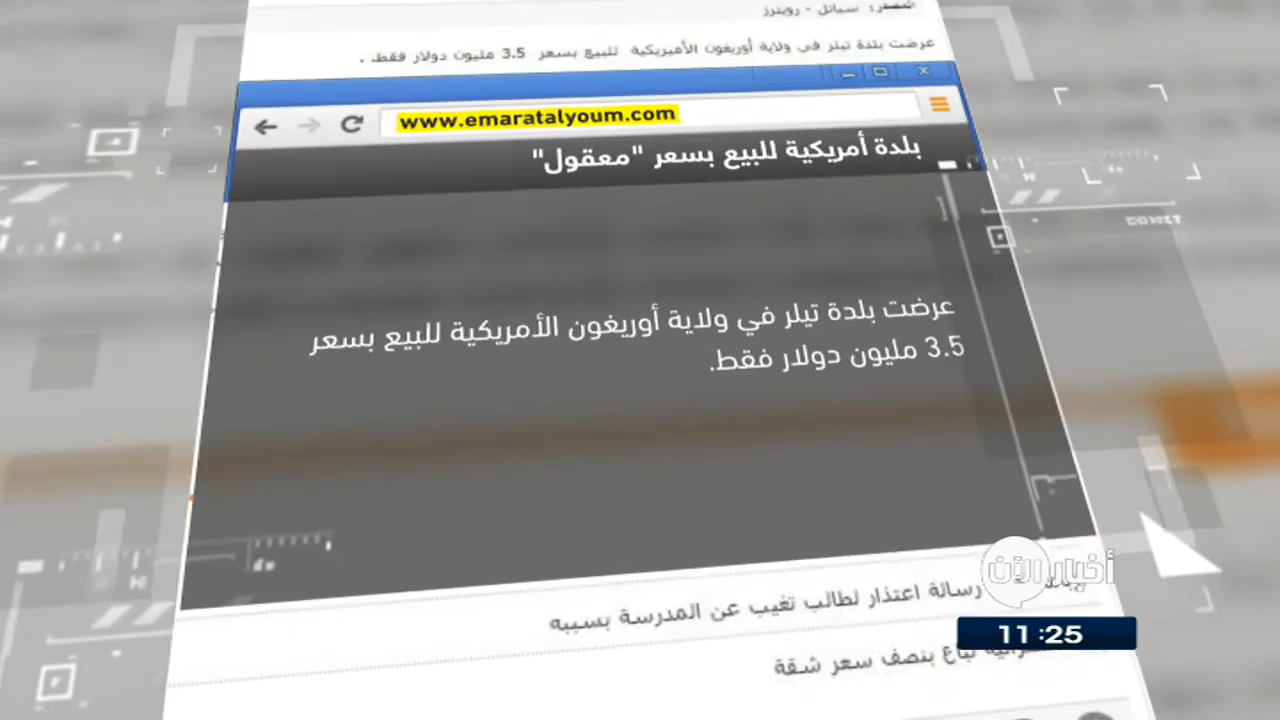 المصدر: سياتل - رويترز
عرضت بلدة تيلر في ولاية أوريغون الأميريكية للبيع بسعر 3.5 مليون دولار فقط .
www.emaratalyoum.com
بلدة أمريكية للبيع بسعر "معقول"
عرضت بلدة تيلر في ولاية أوريغون الأمريكية للبيع بسعر
3.5 مليون دولار فقط.
أخبار الآن
رسالة اعتذار لطالب تغيب عن المدرسة بسببه
11:25
تباع بنصف سعر شقة